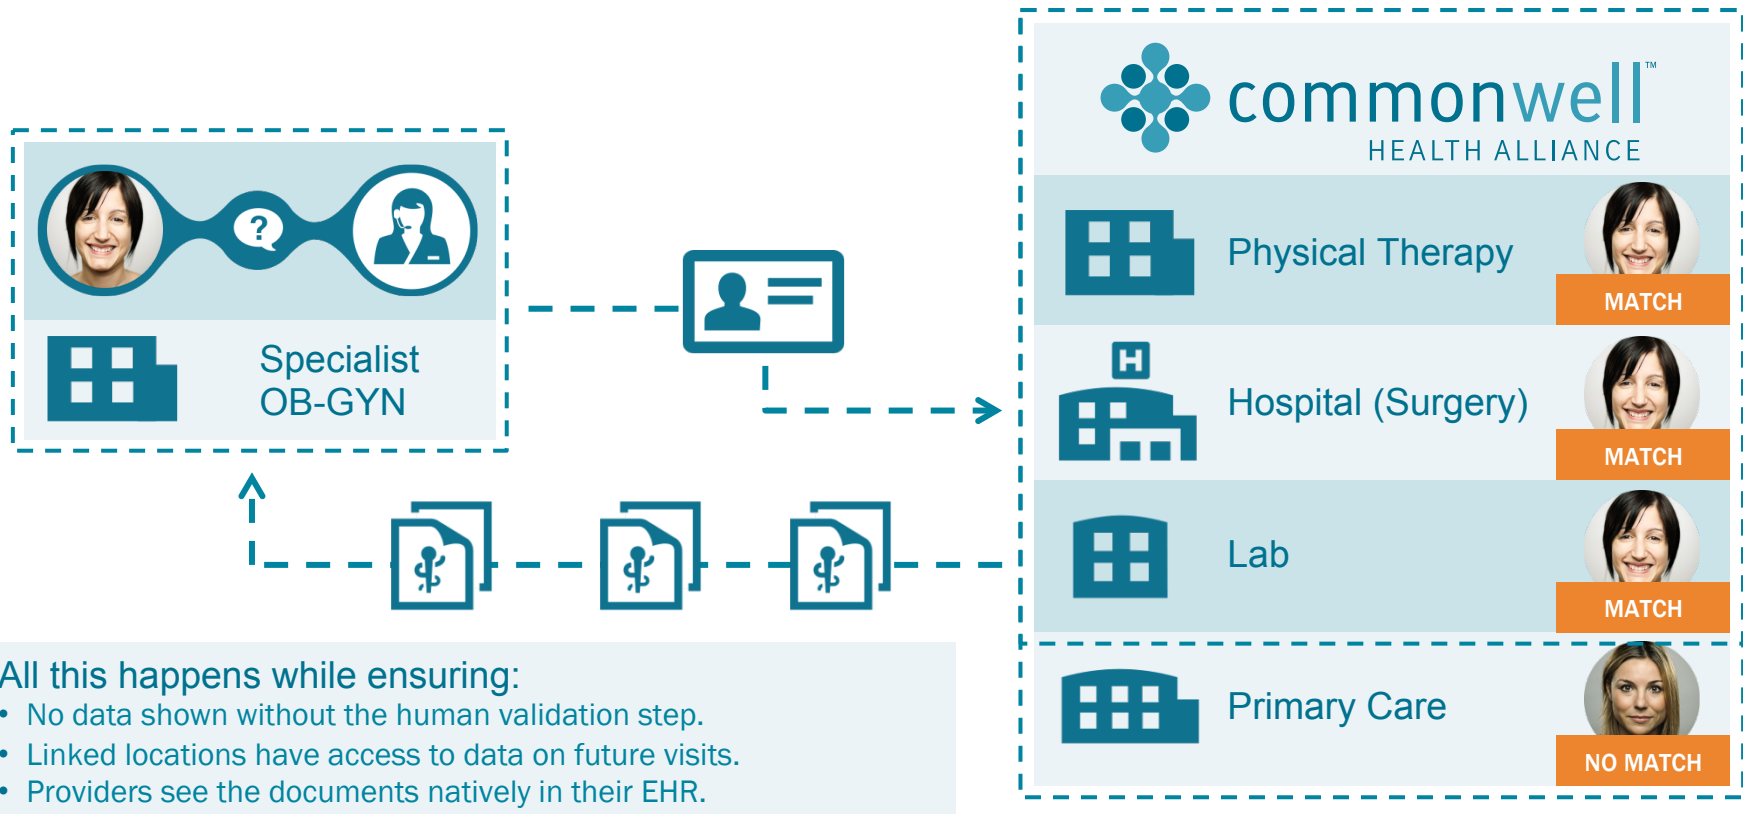 commonwell™
HEALTH ALLIANCE
?
Specialist
OB-GYN
Physical Therapy
MATCH
H
Hospital (Surgery)
MATCH
Lab
MATCH
Primary Care
NO MATCH
All this happens while ensuring:
• No data shown without the human validation step.
• Linked locations have access to data on future visits.
• Providers see the documents natively in their EHR.